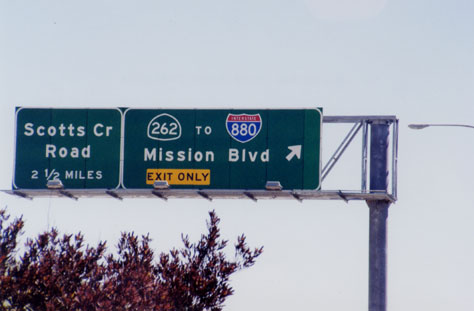 Scotts Cr
Road
2 1/2 MILES
262 TO INTERSTATE 880
Mission Blvd
EXIT ONLY